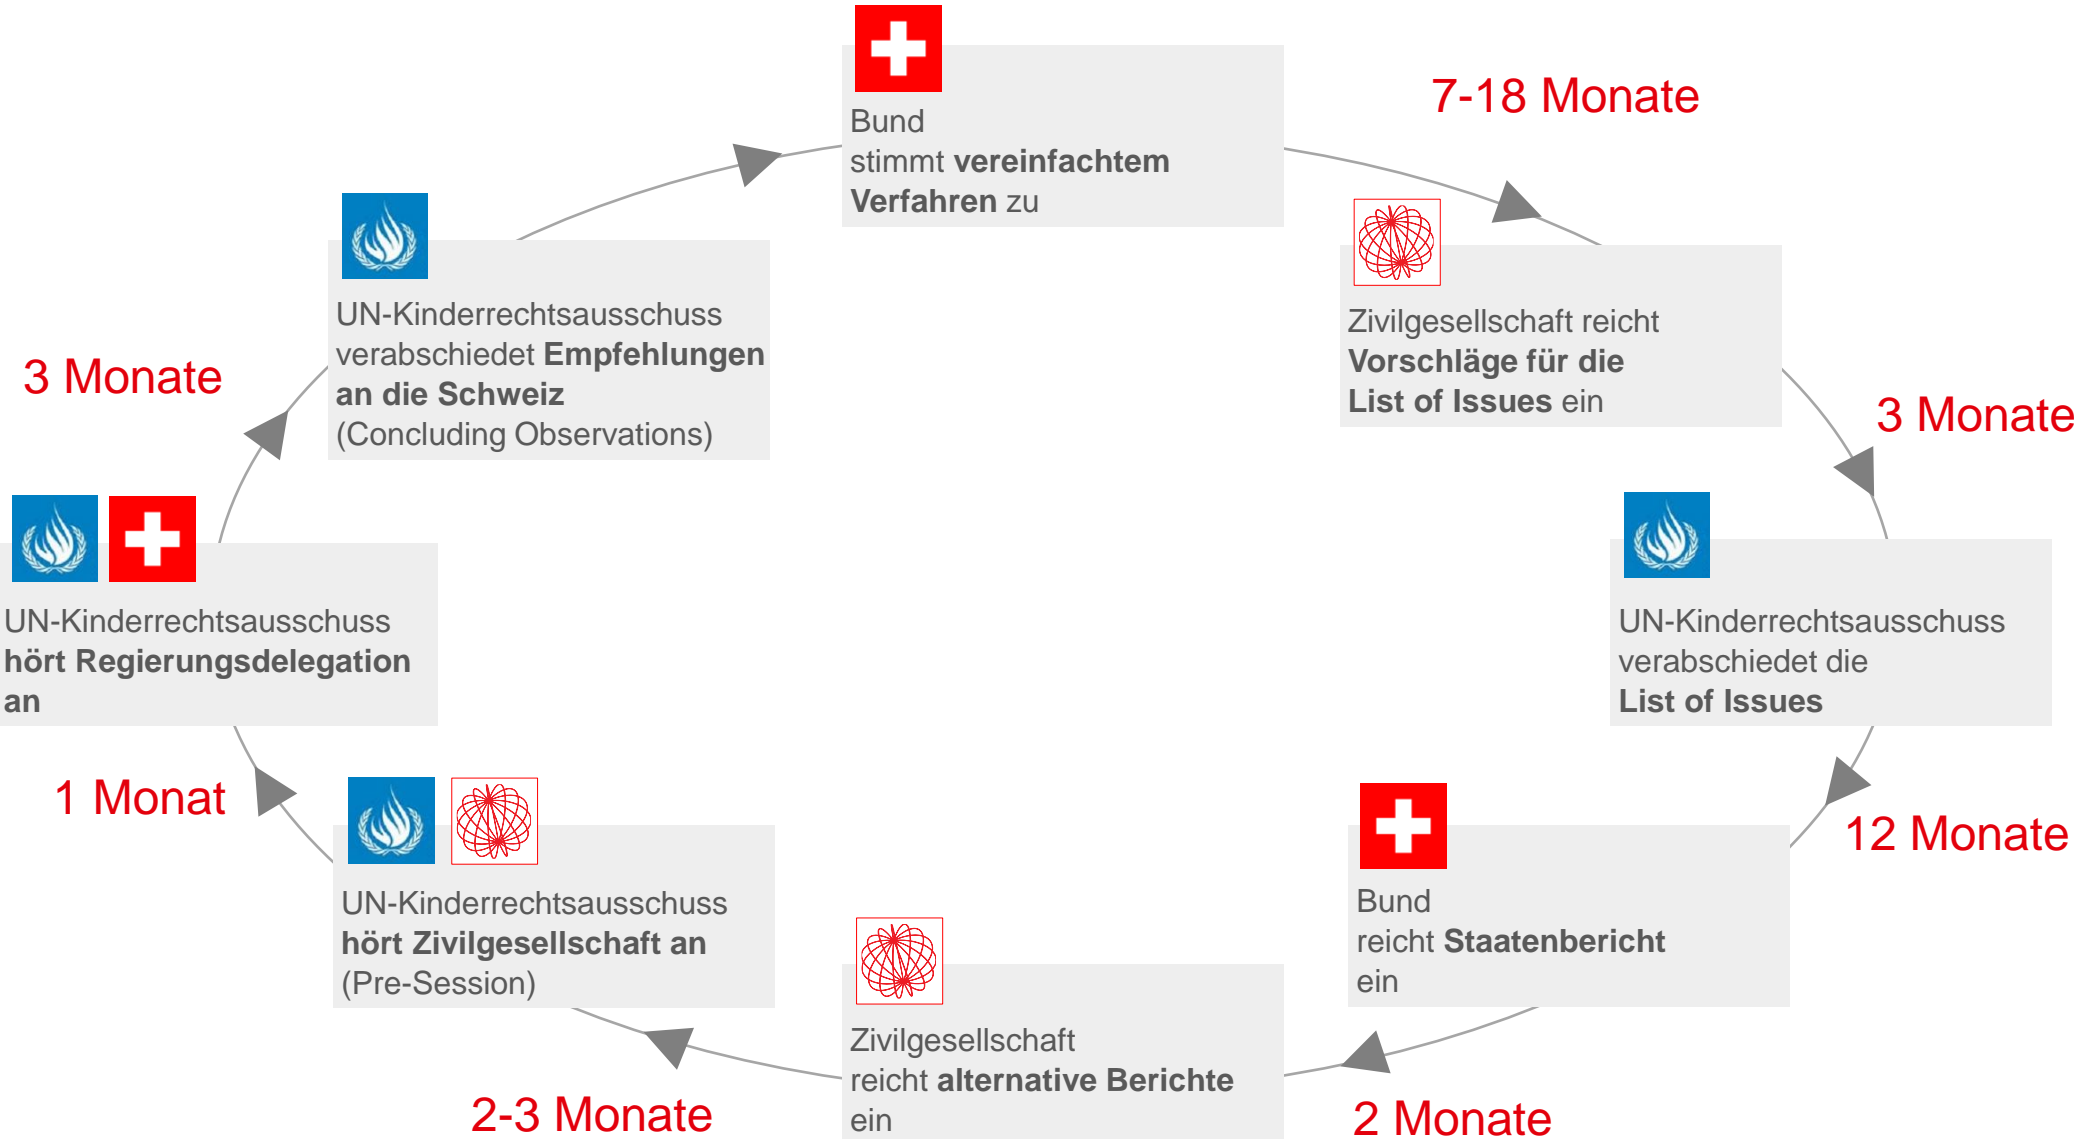 Bund
stimmt vereinfachtem
Verfahren zu
7-18 Monate
Zivilgesellschaft reicht
Vorschläge für die
List of Issues ein
3 Monate
UN-Kinderrechtsausschuss
verabschiedet die
List of Issues
12 Monate
Bund
reicht Staatenbericht
ein
2 Monate
Zivilgesellschaft
reicht alternative Berichte
ein
2-3 Monate
UN-Kinderrechtsausschuss
hört Zivilgesellschaft an
(Pre-Session)
1 Monat
UN-Kinderrechtsausschuss
hört Regierungsdelegation
an
3 Monate
UN-Kinderrechtsausschuss
verabschiedet Empfehlungen
an die Schweiz
(Concluding Observations)